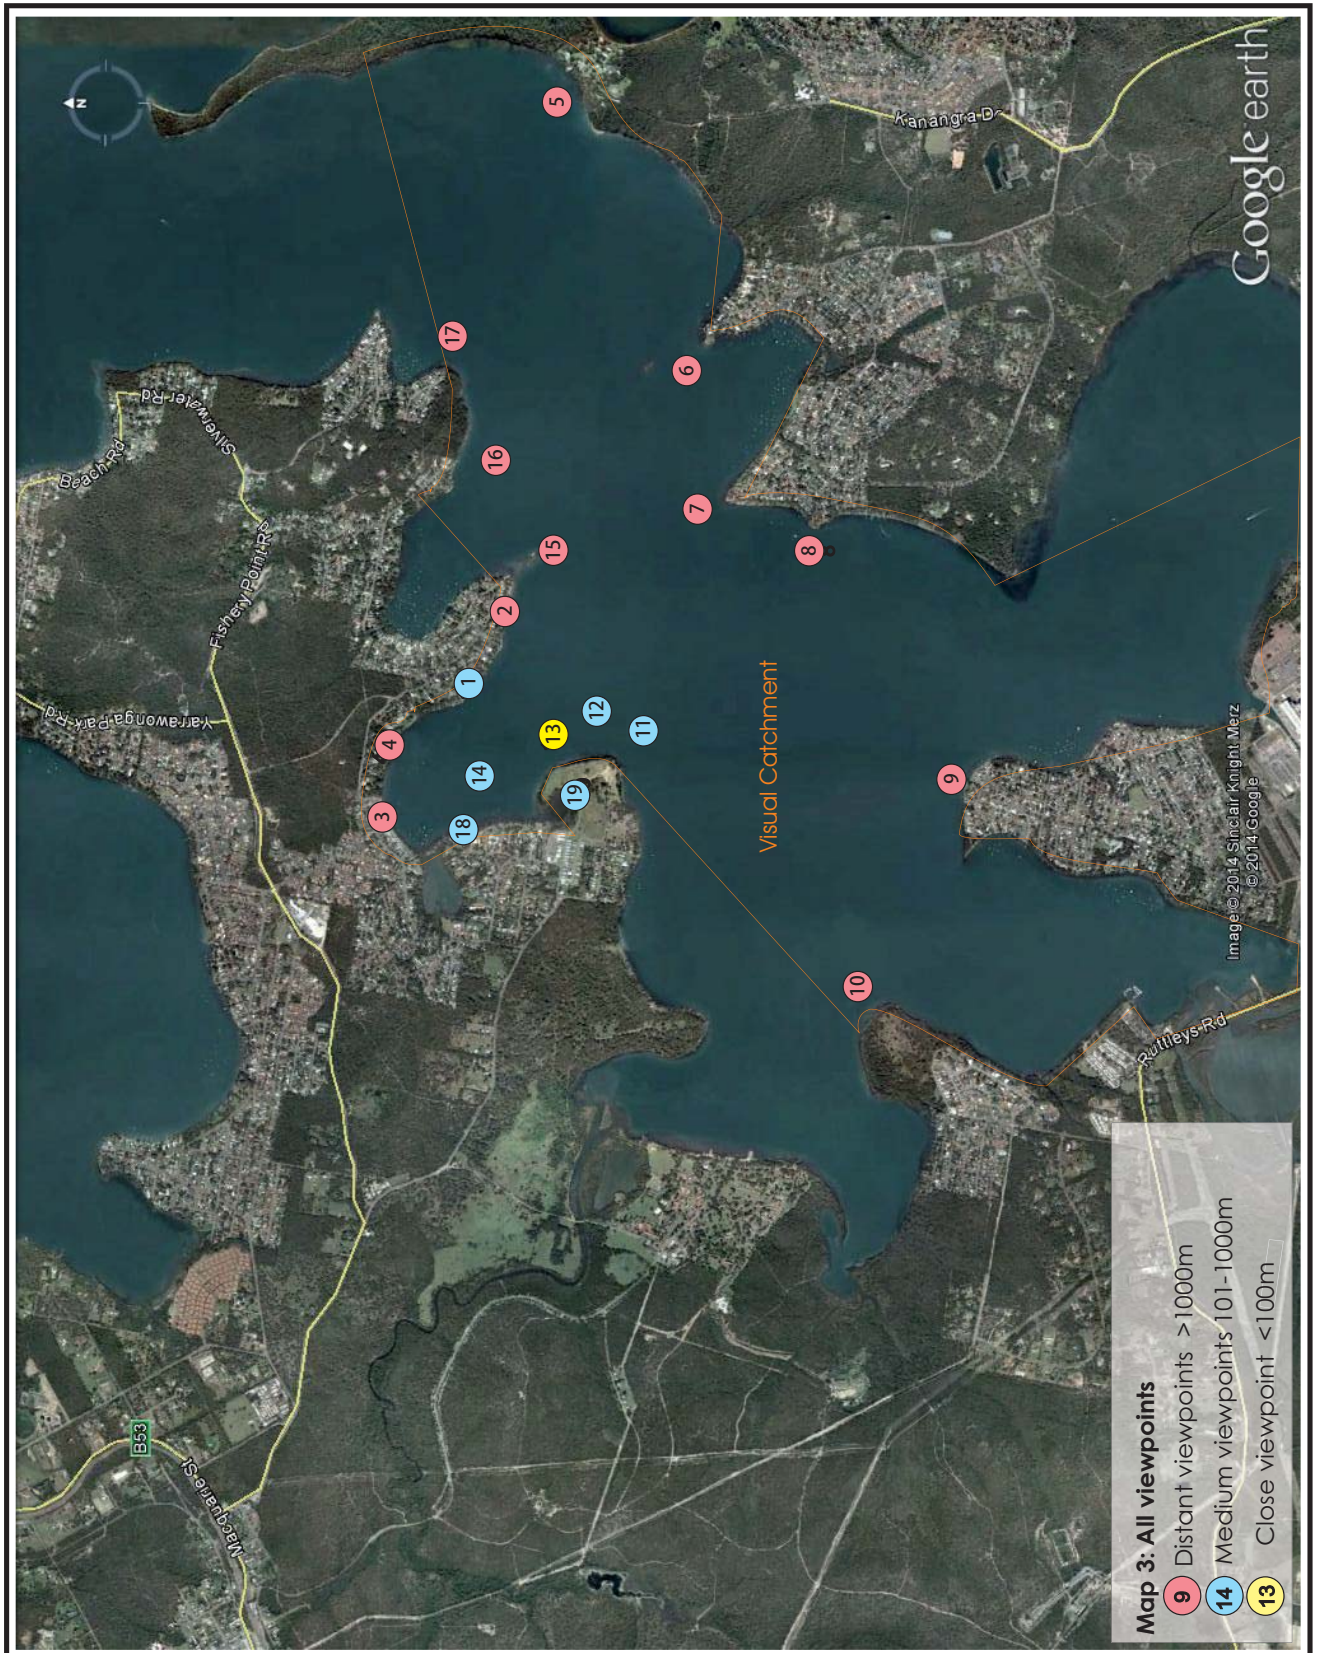 N
B53
Macquarie St
Yarrawonga Park Rd
Fishery Point Rd
Silverwater Rd
Beach Rd
3
4
18
14
1
2
13
19
12
11
15
16
17
5
6
7
8
9
10
Visual Catchment
Kanangra Dr
Ruttleys Rd
Map 3: All viewpoints
9 Distant viewpoints >1000m
14 Medium viewpoints 101-1000m
13 Close viewpoint <100m
Image © 2014 Sinclair Knight Merz
© 2014 Google
Google earth